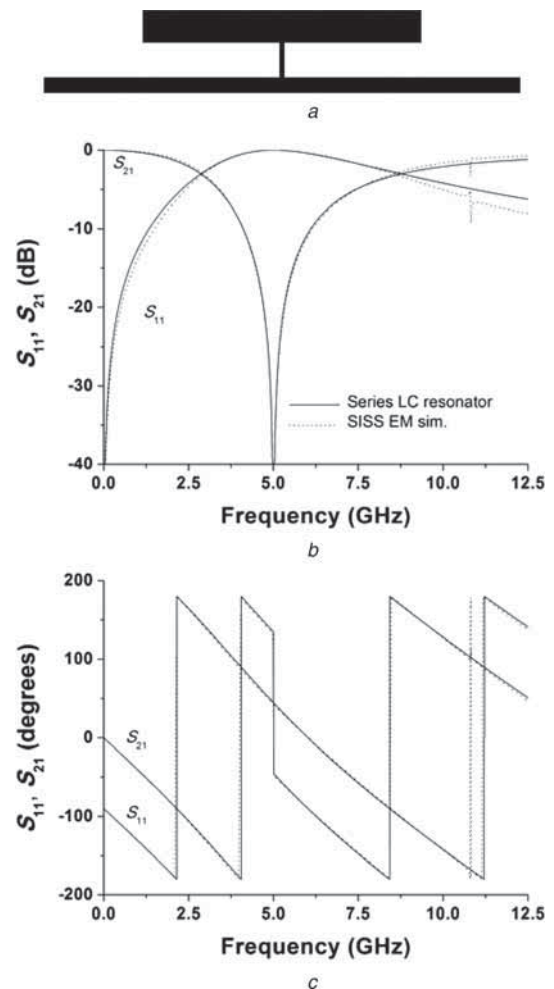 a
0
-10
-20
-30
-40
S₁₁, S₂₁ (dB)
S₂₁
S₁₁
Series LC resonator
SISS EM sim.
0.0 2.5 5.0 7.5 10.0 12.5
Frequency (GHz)
b
200
100
0
-100
-200
S₁₁, S₂₁ (degrees)
S₂₁
S₁₁
0.0 2.5 5.0 7.5 10.0 12.5
Frequency (GHz)
c